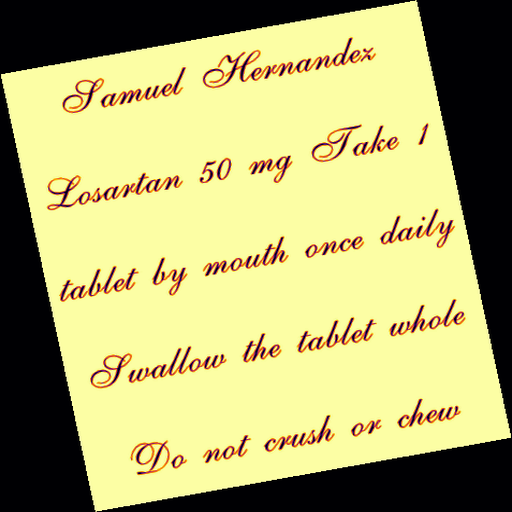 Samuel Hernandez
Losartan 50 mg Take 1
tablet by mouth once daily
Swallow the tablet whole
Do not crush or chew